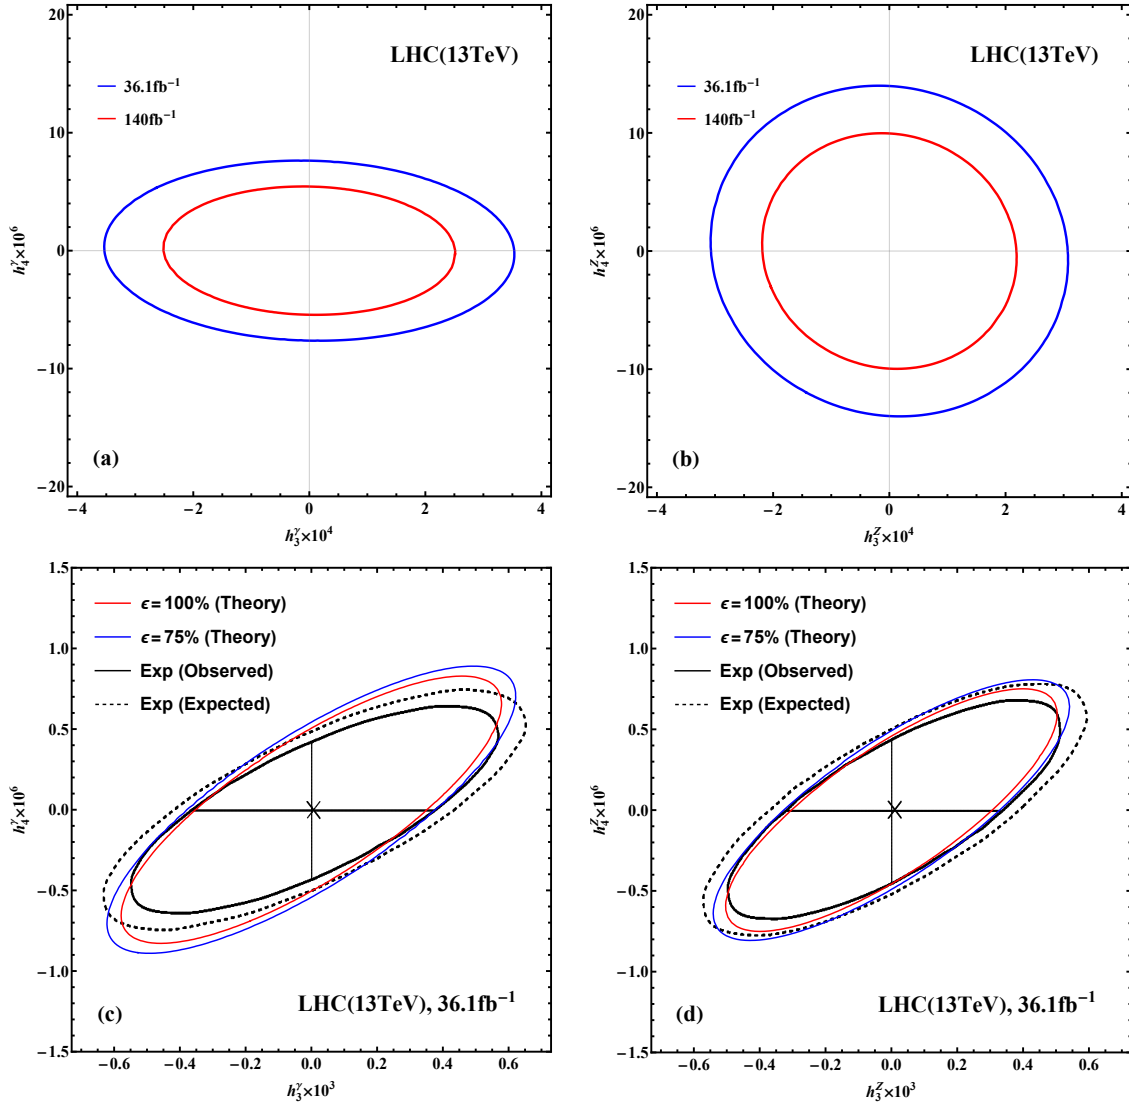 LHC(13TeV)
36.1fb⁻¹
140fb⁻¹
(a)
h₄^γ×10⁶
20
10
0
−10
−20
−4
−2
0
2
4
h₃^γ×10⁴
LHC(13TeV)
36.1fb⁻¹
140fb⁻¹
(b)
h₄^Z×10⁶
20
10
0
−10
−20
−4
−2
0
2
4
h₃^Z×10⁴
ϵ=100% (Theory)
ϵ=75% (Theory)
Exp (Observed)
Exp (Expected)
LHC(13TeV), 36.1fb⁻¹
(c)
h₄^γ×10⁶
1.5
1.0
0.5
0.0
−0.5
−1.0
−1.5
−0.6
−0.4
−0.2
0.0
0.2
0.4
0.6
h₃^γ×10³
ϵ=100% (Theory)
ϵ=75% (Theory)
Exp (Observed)
Exp (Expected)
LHC(13TeV), 36.1fb⁻¹
(d)
h₄^Z×10⁶
1.5
1.0
0.5
0.0
−0.5
−1.0
−1.5
−0.6
−0.4
−0.2
0.0
0.2
0.4
0.6
h₃^Z×10³